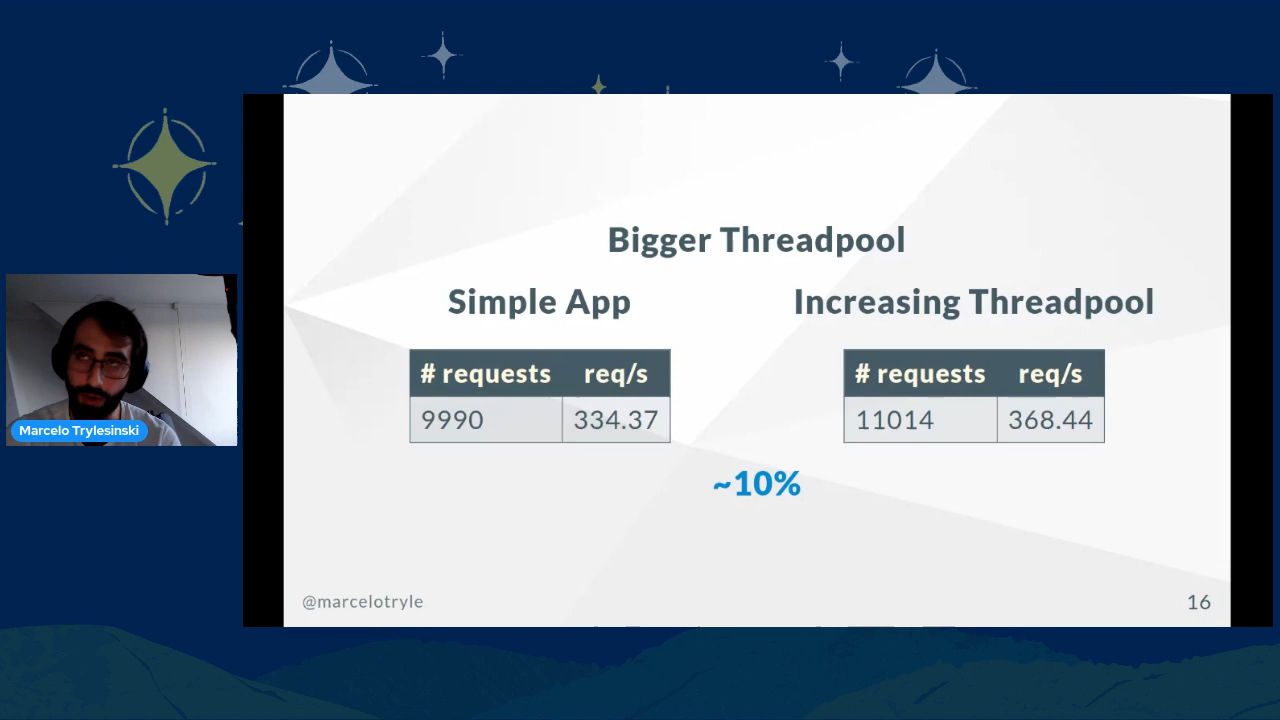 Bigger Threadpool
Simple App
# requests req/s
9990 334.37
Increasing Threadpool
# requests req/s
11014 368.44
~10%
@marcelotryle
16
Marcelo Trylesinski